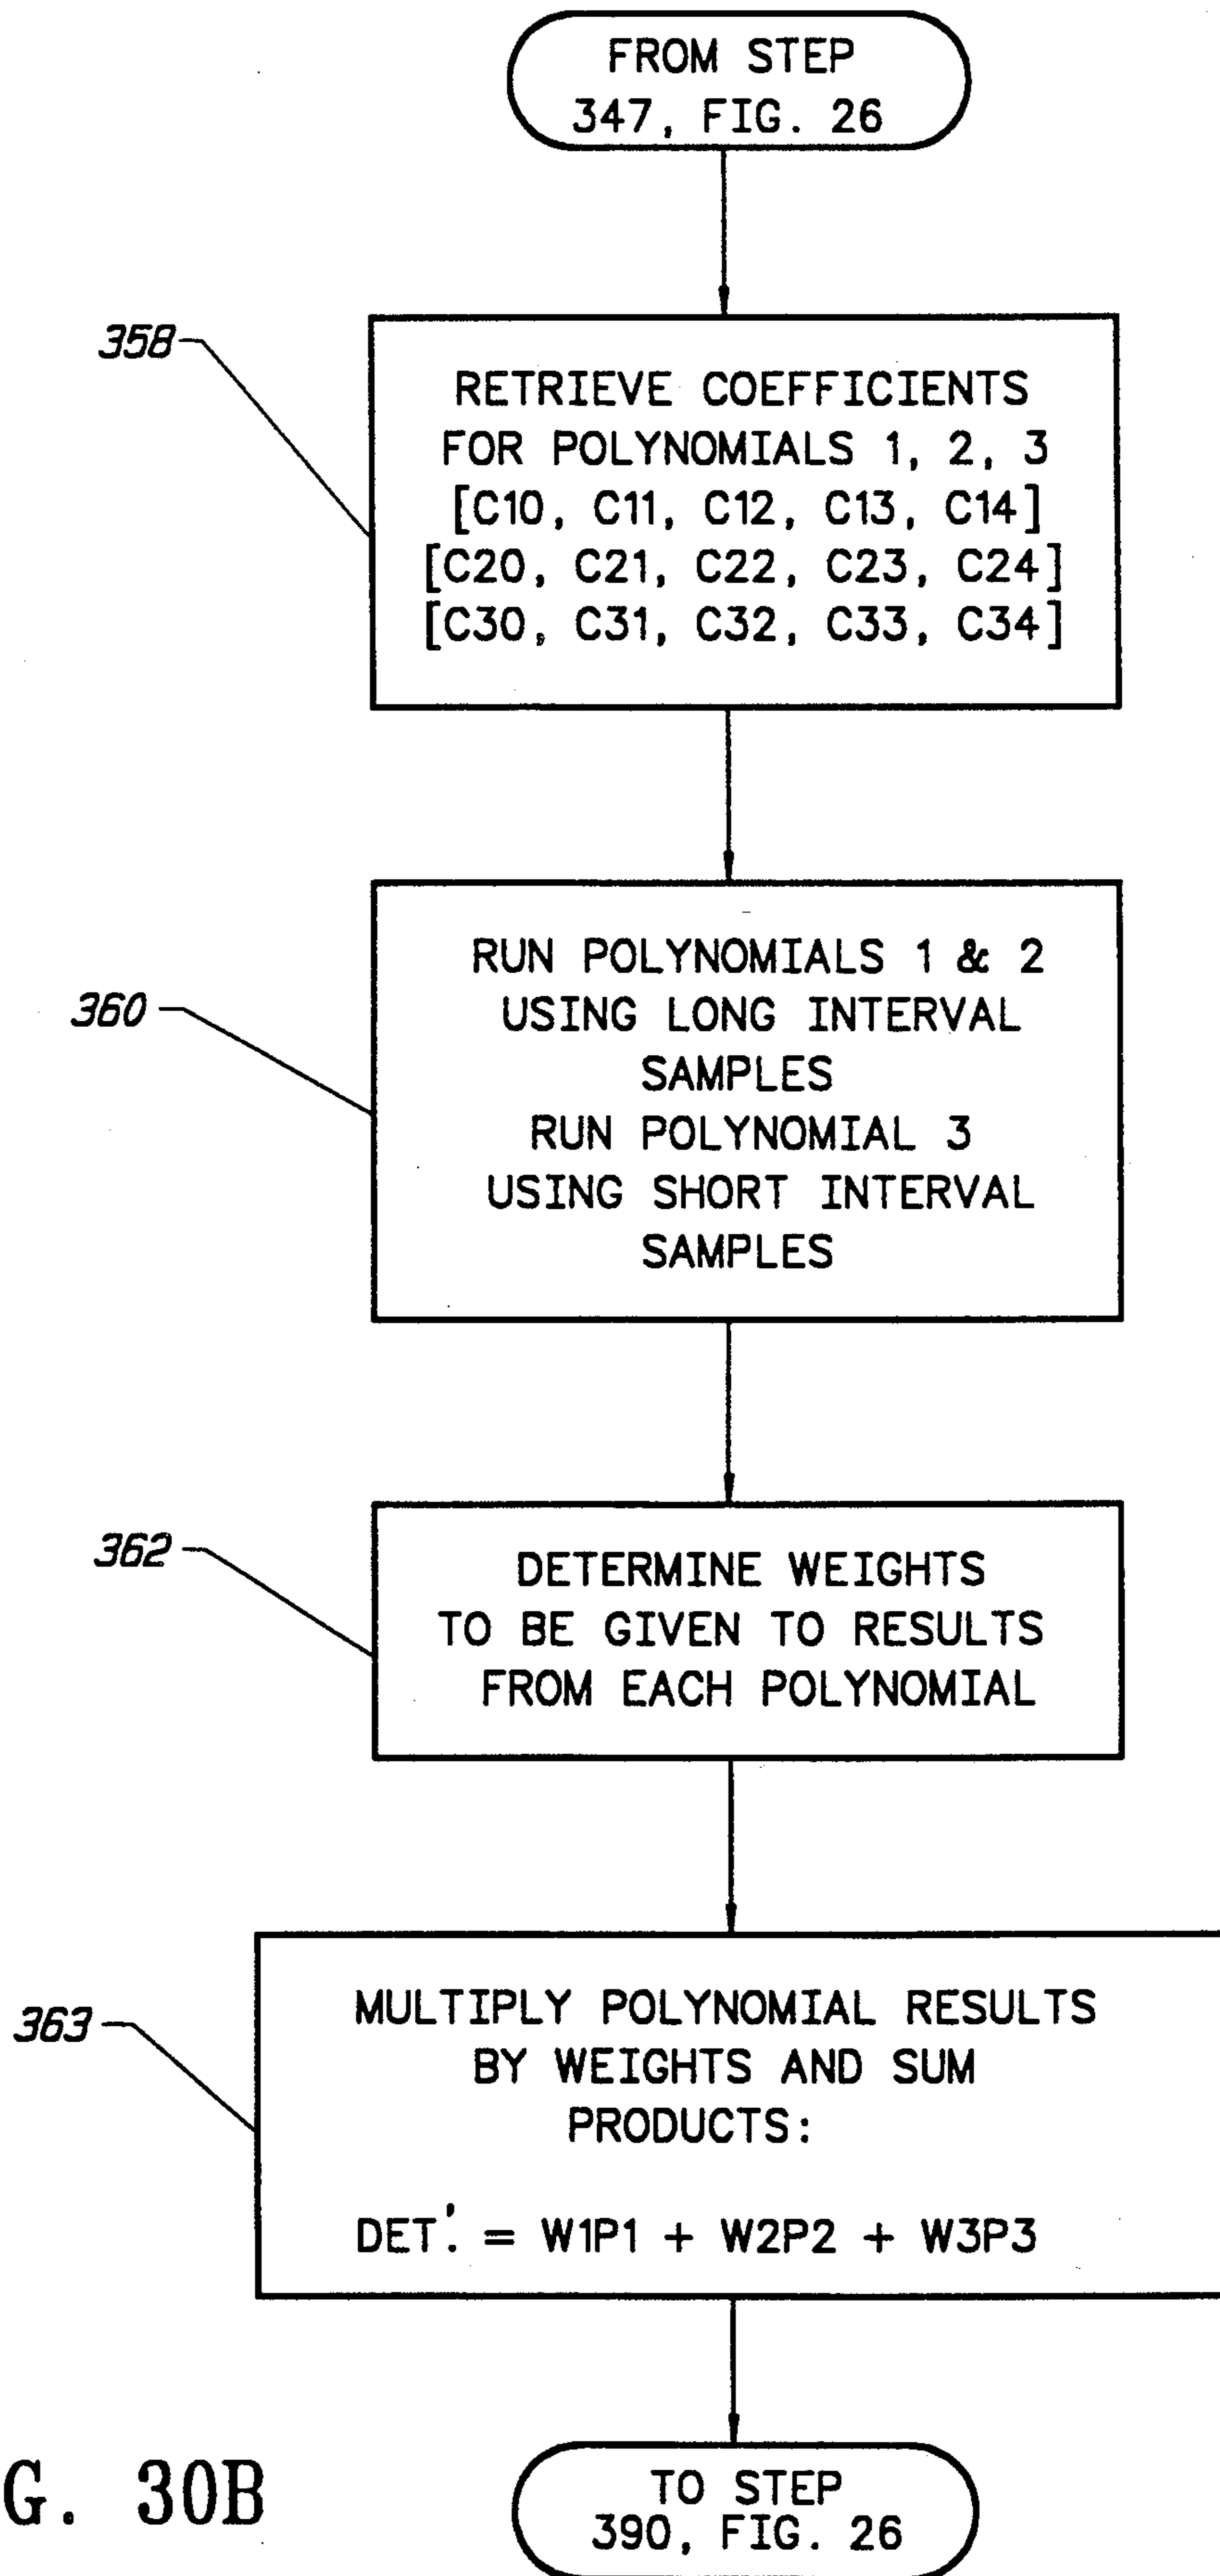 FROM STEP
347, FIG. 26
358
RETRIEVE COEFFICIENTS
FOR POLYNOMIALS 1, 2, 3
[C10, C11, C12, C13, C14]
[C20, C21, C22, C23, C24]
[C30, C31, C32, C33, C34]
360
RUN POLYNOMIALS 1 & 2
USING LONG INTERVAL
SAMPLES
RUN POLYNOMIAL 3
USING SHORT INTERVAL
SAMPLES
362
DETERMINE WEIGHTS
TO BE GIVEN TO RESULTS
FROM EACH POLYNOMIAL
363
MULTIPLY POLYNOMIAL RESULTS
BY WEIGHTS AND SUM
PRODUCTS:
DET.' = W1P1 + W2P2 + W3P3
G. 30B
TO STEP
390, FIG. 26